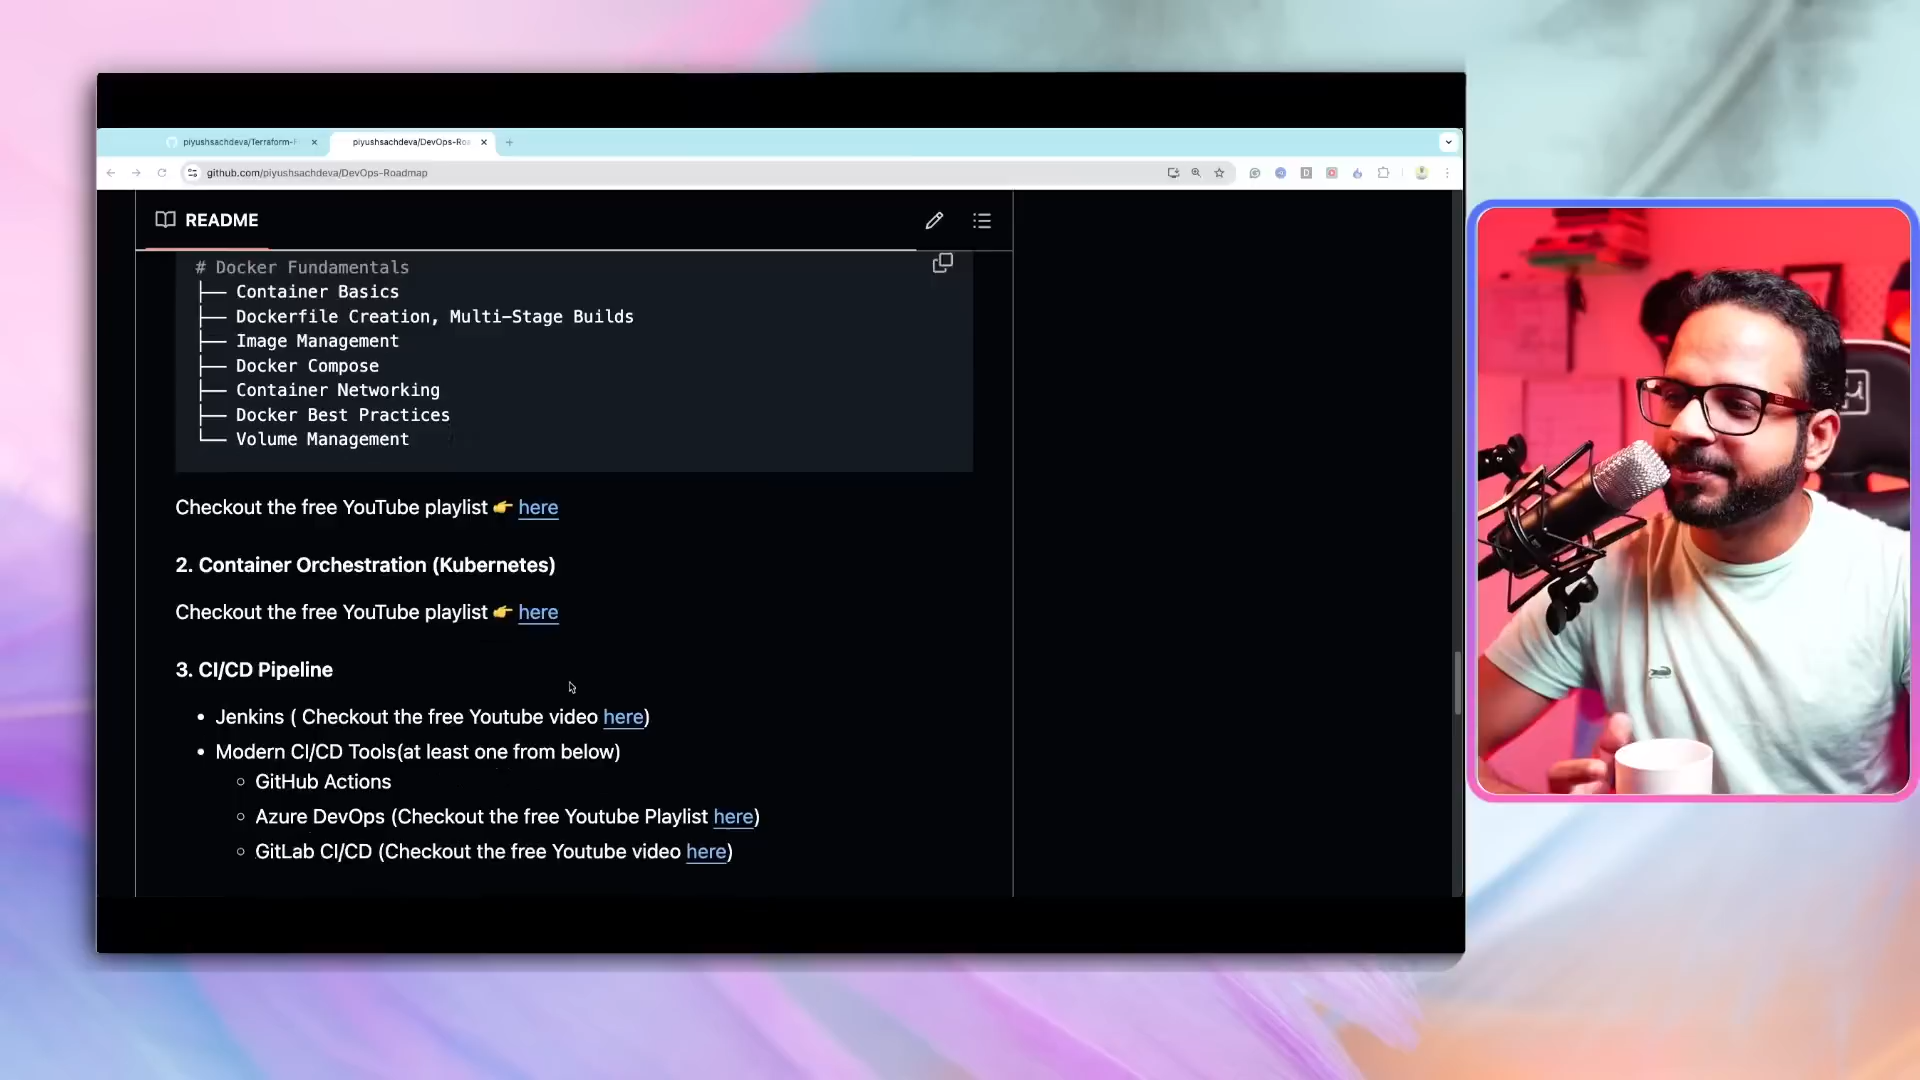 piyushsachdeva/Terraform-
piyushsachdeva/DevOps-Roa
github.com/piyushsachdeva/DevOps-Roadmap
README
# Docker Fundamentals
├── Container Basics
├── Dockerfile Creation, Multi-Stage Builds
├── Image Management
├── Docker Compose
├── Container Networking
├── Docker Best Practices
└── Volume Management
Checkout the free YouTube playlist 👉 here
2. Container Orchestration (Kubernetes)
Checkout the free YouTube playlist 👉 here
3. CI/CD Pipeline
• Jenkins ( Checkout the free Youtube video here)
• Modern CI/CD Tools(at least one from below)
◦ GitHub Actions
◦ Azure DevOps (Checkout the free Youtube Playlist here)
◦ GitLab CI/CD (Checkout the free Youtube video here)